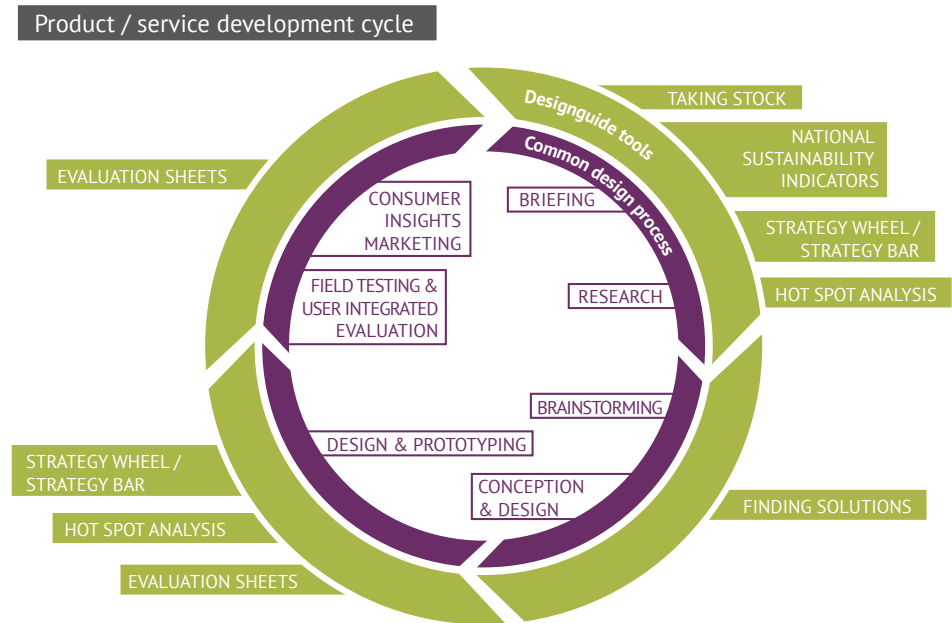 Product / service development cycle
Designguide tools
Common design process
TAKING STOCK
NATIONAL
SUSTAINABILITY
INDICATORS
STRATEGY WHEEL /
STRATEGY BAR
HOT SPOT ANALYSIS
FINDING SOLUTIONS
EVALUATION SHEETS
HOT SPOT ANALYSIS
STRATEGY WHEEL /
STRATEGY BAR
EVALUATION SHEETS
BRIEFING
RESEARCH
BRAINSTORMING
CONCEPTION
& DESIGN
DESIGN & PROTOTYPING
FIELD TESTING &
USER INTEGRATED
EVALUATION
CONSUMER
INSIGHTS
MARKETING